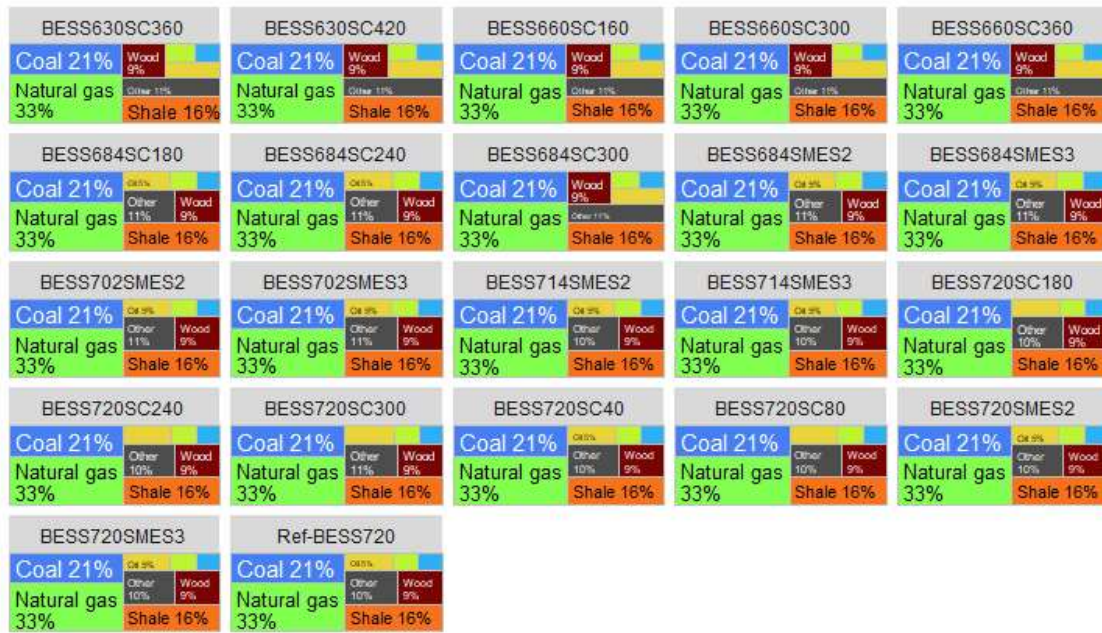 BESS630SC360
Coal 21%
Wood
9%
Natural gas
33%
Other 11%
Shale 16%
BESS630SC420
Coal 21%
Wood
9%
Natural gas
33%
Other 11%
Shale 16%
BESS660SC160
Coal 21%
Wood
9%
Natural gas
33%
Other 11%
Shale 16%
BESS660SC300
Coal 21%
Wood
9%
Natural gas
33%
Other 11%
Shale 16%
BESS660SC360
Coal 21%
Wood
9%
Natural gas
33%
Other 11%
Shale 16%
BESS684SC180
Coal 21%
Oil 5%
Natural gas
33%
Other
11%
Wood
9%
Shale 16%
BESS684SC240
Coal 21%
Oil 5%
Natural gas
33%
Other
11%
Wood
9%
Shale 16%
BESS684SC300
Coal 21%
Wood
9%
Natural gas
33%
Other 11%
Shale 16%
BESS684SMES2
Coal 21%
Oil 5%
Natural gas
33%
Other
11%
Wood
9%
Shale 16%
BESS684SMES3
Coal 21%
Oil 5%
Natural gas
33%
Other
11%
Wood
9%
Shale 16%
BESS702SMES2
Coal 21%
Oil 5%
Natural gas
33%
Other
11%
Wood
9%
Shale 16%
BESS702SMES3
Coal 21%
Oil 5%
Natural gas
33%
Other
11%
Wood
9%
Shale 16%
BESS714SMES2
Coal 21%
Oil 5%
Natural gas
33%
Other
10%
Wood
9%
Shale 16%
BESS714SMES3
Coal 21%
Oil 5%
Natural gas
33%
Other
10%
Wood
9%
Shale 16%
BESS720SC180
Coal 21%
Natural gas
33%
Other
10%
Wood
9%
Shale 16%
BESS720SC240
Coal 21%
Natural gas
33%
Other
10%
Wood
9%
Shale 16%
BESS720SC300
Coal 21%
Natural gas
33%
Other
11%
Wood
9%
Shale 16%
BESS720SC40
Coal 21%
Oil 5%
Natural gas
33%
Other
10%
Wood
9%
Shale 16%
BESS720SC80
Coal 21%
Natural gas
33%
Other
10%
Wood
9%
Shale 16%
BESS720SMES2
Coal 21%
Oil 5%
Natural gas
33%
Other
10%
Wood
9%
Shale 16%
BESS720SMES3
Coal 21%
Oil 5%
Natural gas
33%
Other
10%
Wood
9%
Shale 16%
Ref-BESS720
Coal 21%
Oil 5%
Natural gas
33%
Other
10%
Wood
9%
Shale 16%